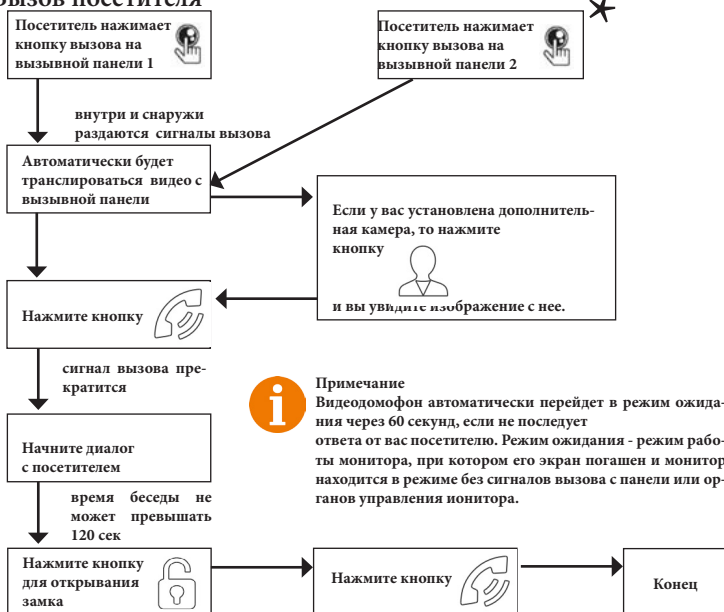 Вызов посетителя
Посетитель нажимает
кнопку вызова на
вызывной панели 1
Посетитель нажимает
кнопку вызова на
вызывной панели 2
внутри и снаружи
раздаются сигналы вызова
Автоматически будет
транслироваться видео с
вызывной панели
Если у вас установлена дополнитель-
ная камера, то нажмите
кнопку
и вы увидите изображение с нее.
Нажмите кнопку
сигнал вызова пре-
кратится
Примечание
Видеодомофон автоматически перейдет в режим ожида-
ния через 60 секунд, если не последует
ответа от вас посетителю. Режим ожидания - режим рабо-
ты монитора, при котором его экран погашен и монитор
находится в режиме без сигналов вызова с панели или ор-
ганов управления ионитора.
Начните диалог
с посетителем
время беседы не
может превышать
120 сек
Нажмите кнопку
для открывания
замка
Нажмите кнопку
Конец